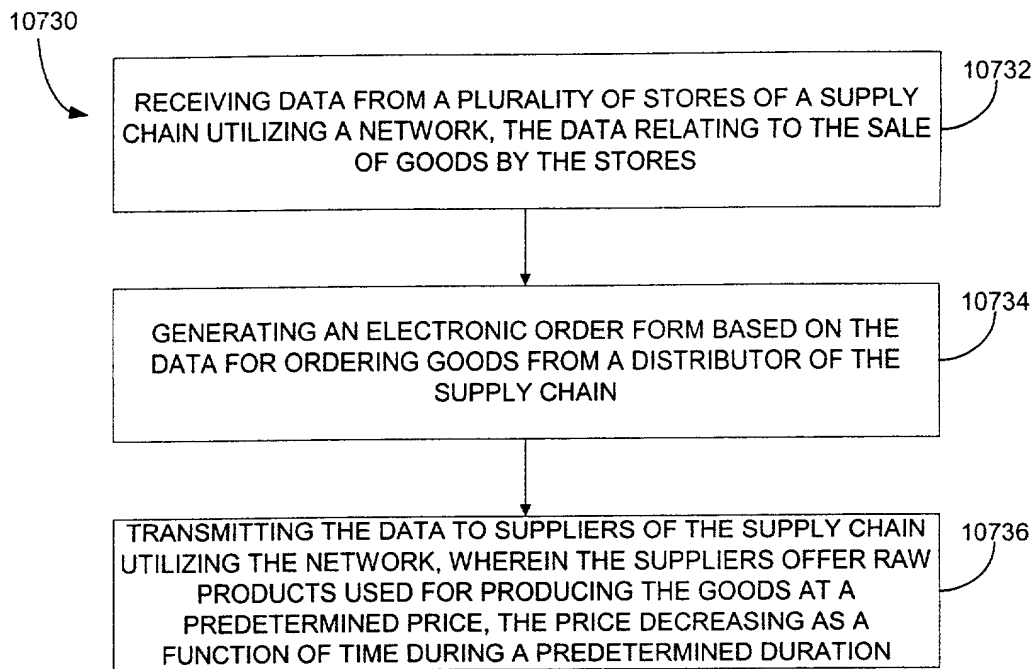 10730
10732
RECEIVING DATA FROM A PLURALITY OF STORES OF A SUPPLY
CHAIN UTILIZING A NETWORK, THE DATA RELATING TO THE SALE
OF GOODS BY THE STORES
10734
GENERATING AN ELECTRONIC ORDER FORM BASED ON THE
DATA FOR ORDERING GOODS FROM A DISTRIBUTOR OF THE
SUPPLY CHAIN
10736
TRANSMITTING THE DATA TO SUPPLIERS OF THE SUPPLY CHAIN
UTILIZING THE NETWORK, WHEREIN THE SUPPLIERS OFFER RAW
PRODUCTS USED FOR PRODUCING THE GOODS AT A
PREDETERMINED PRICE, THE PRICE DECREASING AS A
FUNCTION OF TIME DURING A PREDETERMINED DURATION